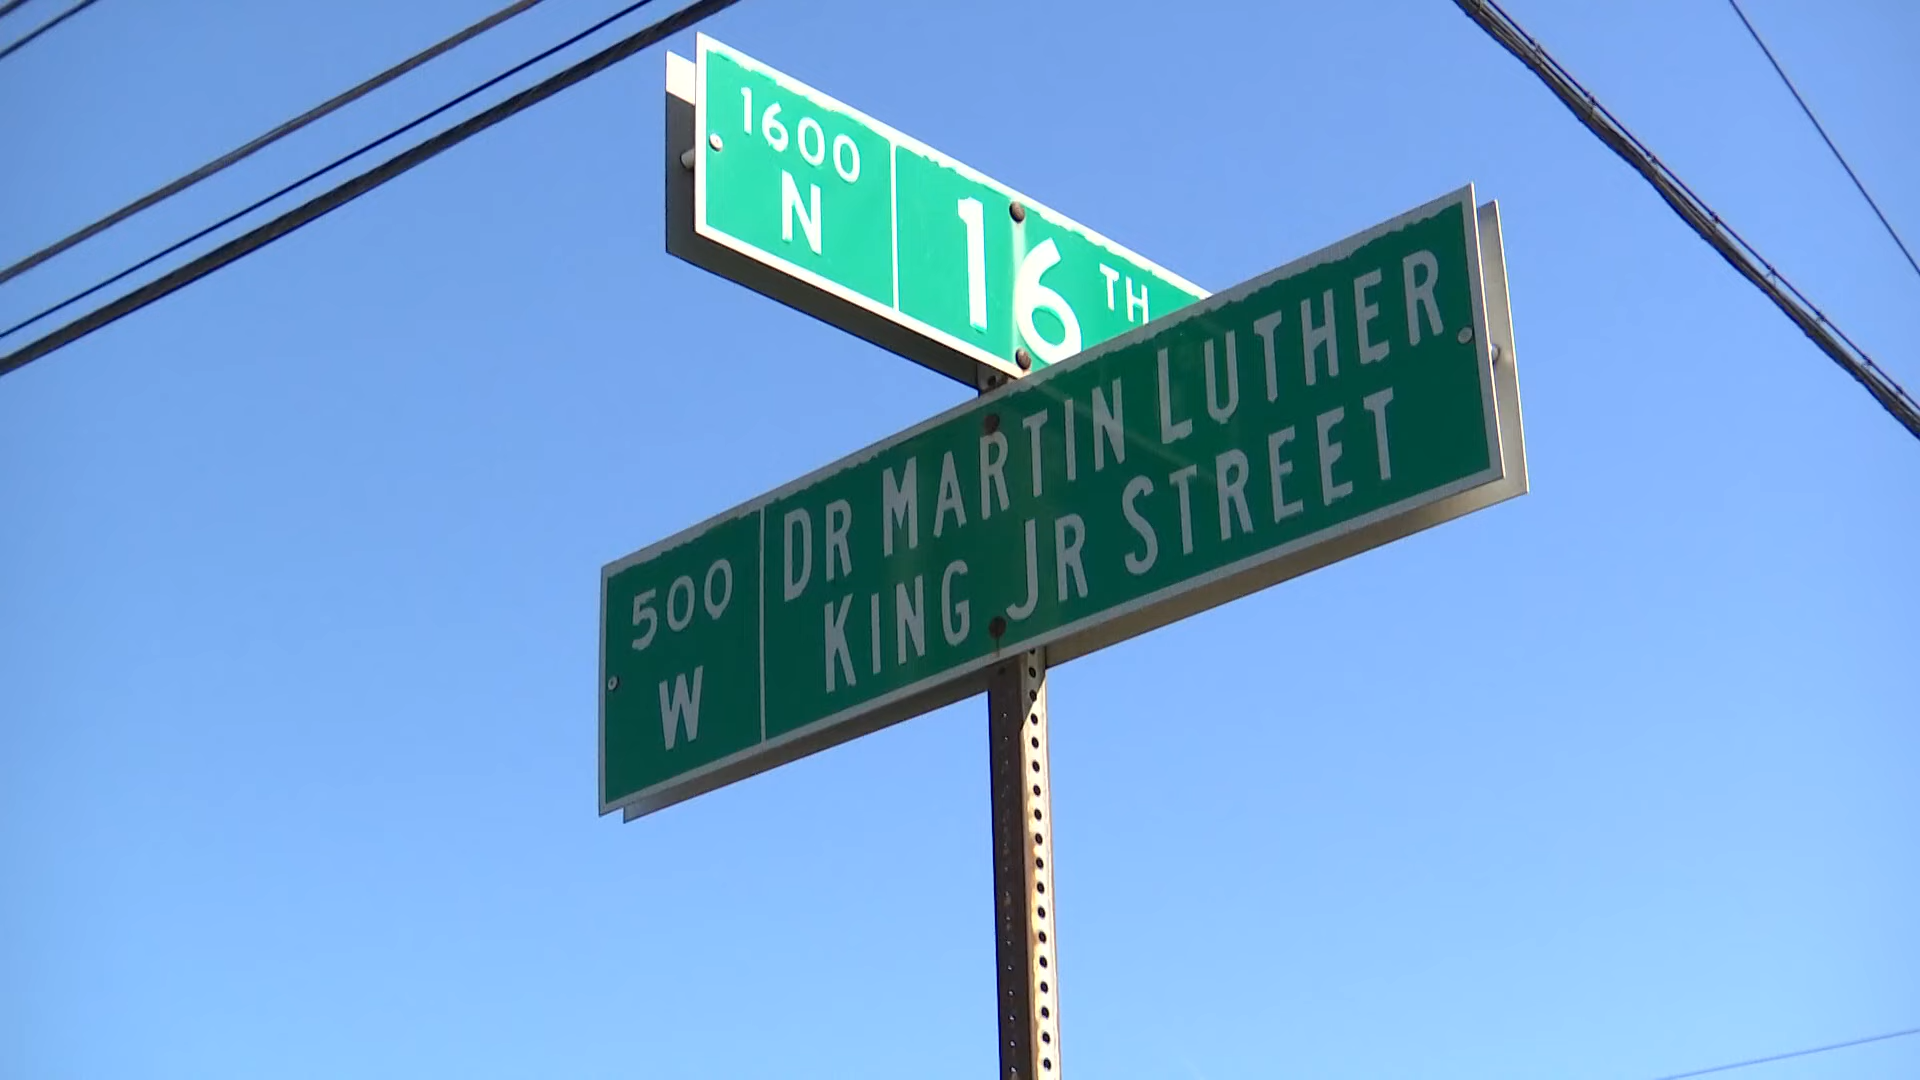 1600
N
16TH
500
W
DR MARTIN LUTHER
KING JR STREET